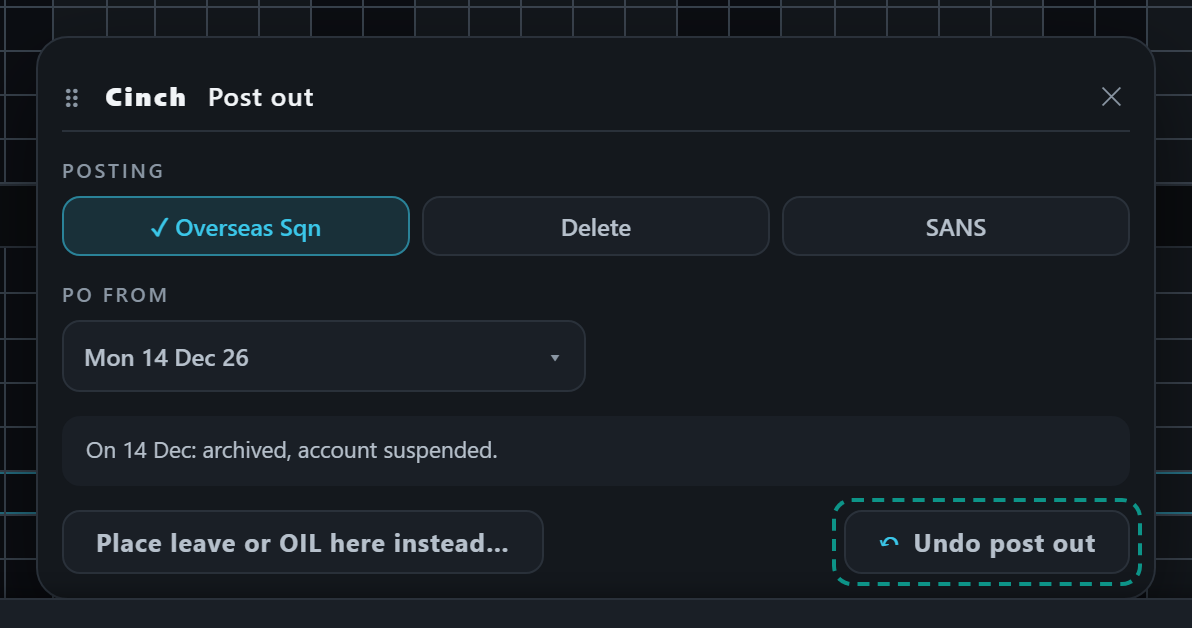 Cinch Post out
POSTING
✓ Overseas Sqn
Delete
SANS
PO FROM
Mon 14 Dec 26
On 14 Dec: archived, account suspended.
Place leave or OIL here instead...
Undo post out